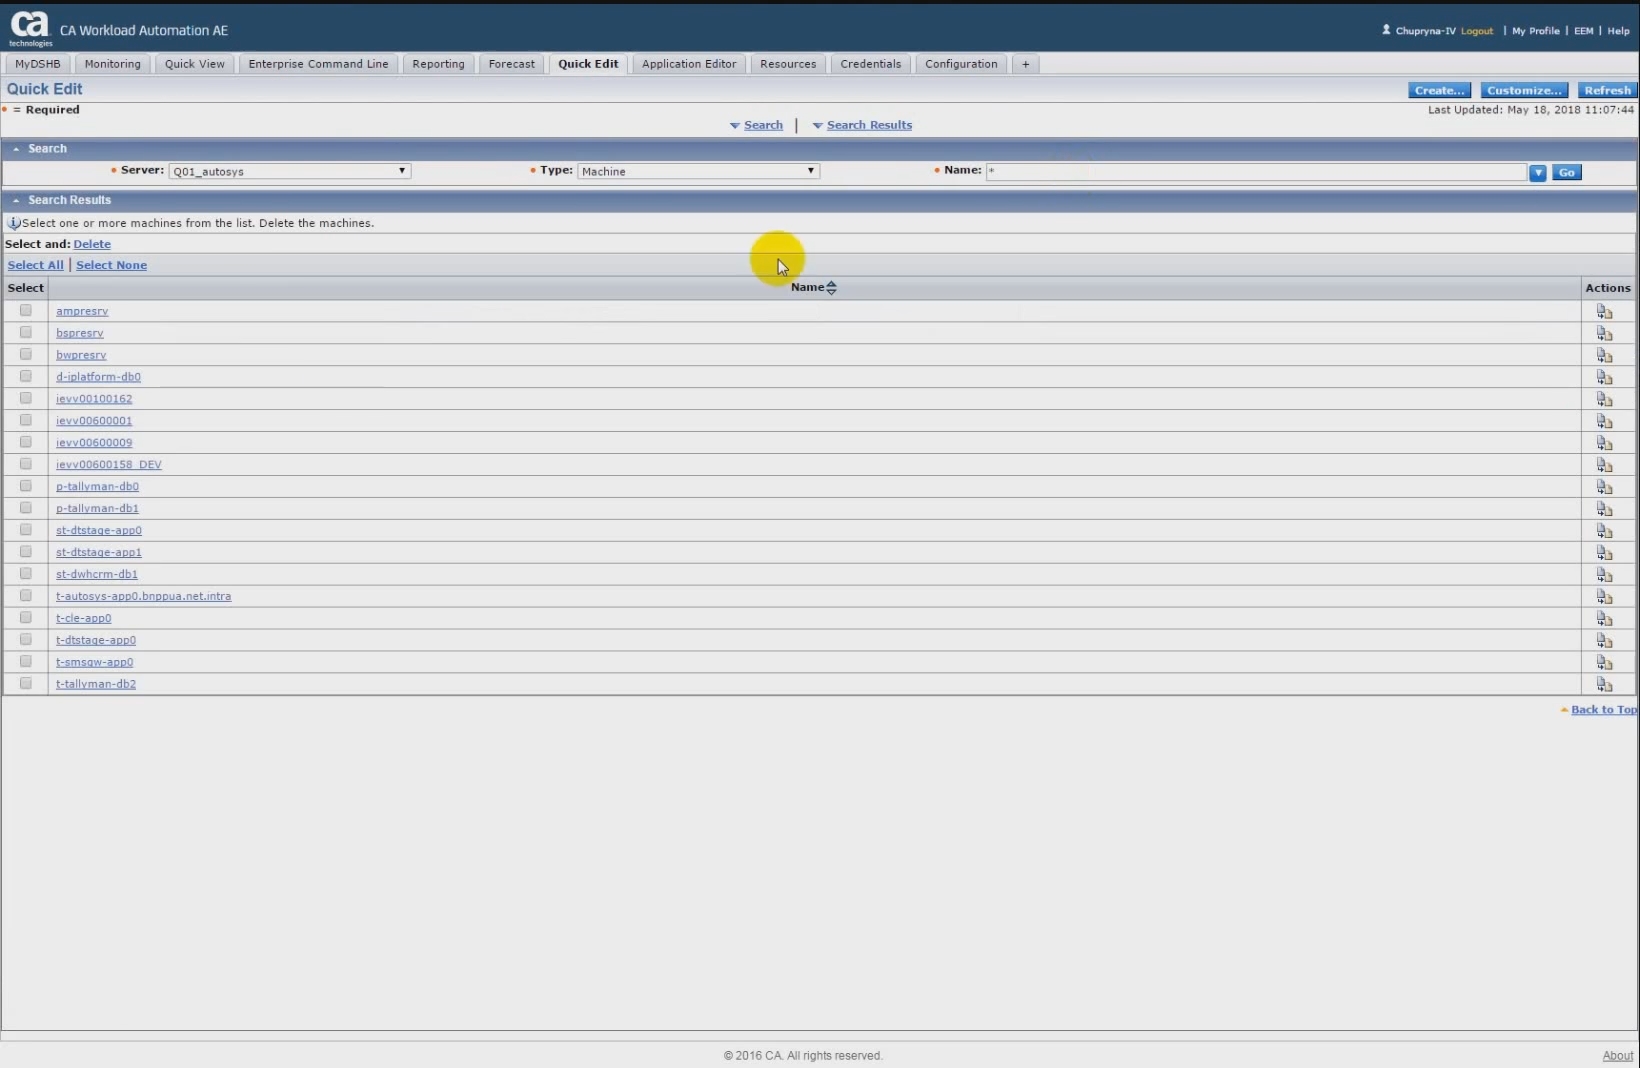 ca technologies CA Workload Automation AE Chupryna-IV Logout | My Profile | EEM | Help
MyDSHB Monitoring Quick View Enterprise Command Line Reporting Forecast Quick Edit Application Editor Resources Credentials Configuration +
Quick Edit Create... Customize... Refresh
= Required Last Updated: May 18, 2018 11:07:44
Search | Search Results
Search
Server: Q01_autosys Type: Machine Name: * Go
Search Results
Select one or more machines from the list. Delete the machines.
Select and: Delete
Select All | Select None
Select Name Actions
ampresrv
bspresrv
bwpresrv
d-iplatform-db0
ievv00100162
ievv00600001
ievv00600009
ievv00600158_DEV
p-tallyman-db0
p-tallyman-db1
st-dtstage-app0
st-dtstage-app1
st-dwhcrm-db1
t-autosys-app0.bnppua.net.intra
t-cle-app0
t-dtstage-app0
t-smsgw-app0
t-tallyman-db2
Back to Top
© 2016 CA. All rights reserved. About